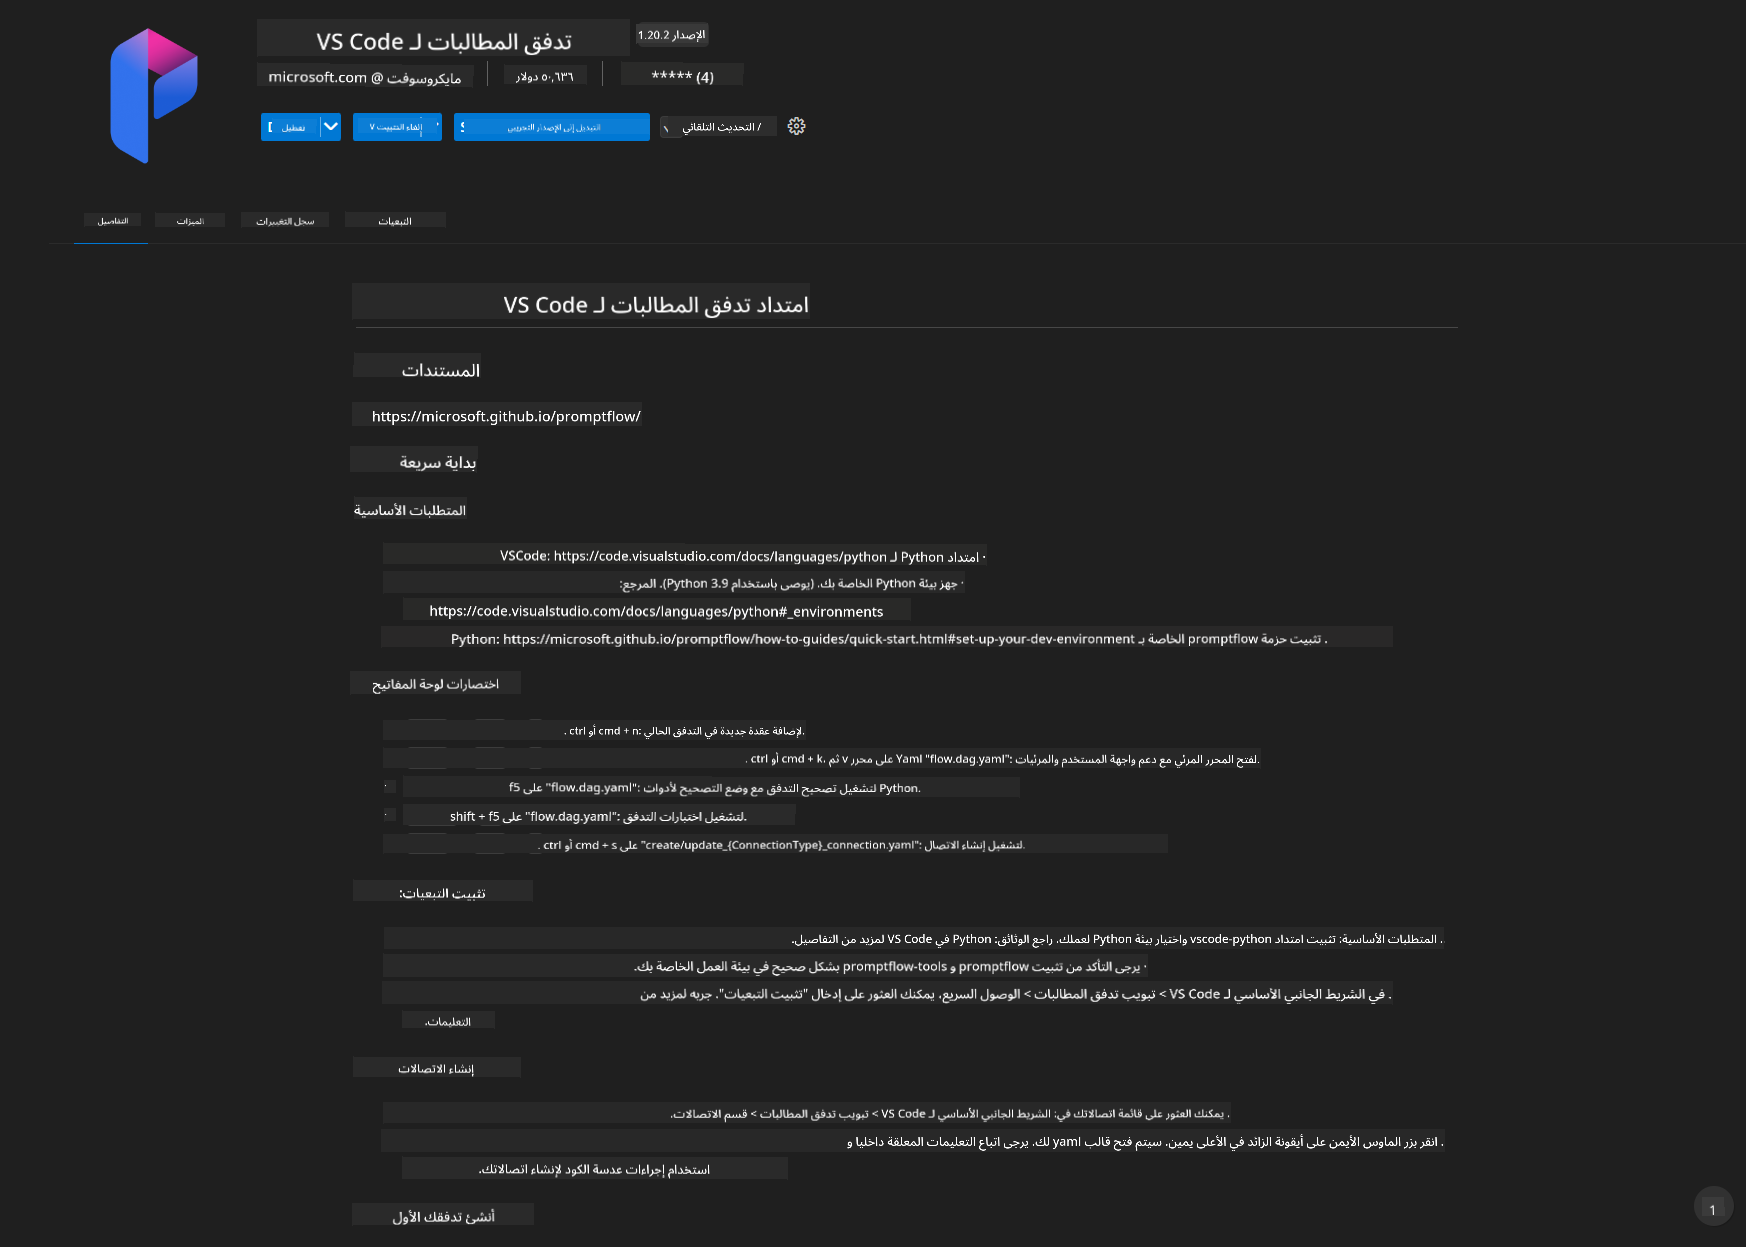 تدفق المطالبات لـ VS Code
الإصدار 1.20.2
مايكروسوفت @ microsoft.com
٥٠,٦٣٦ دولار
***** (4)
تعطيل
إلغاء التثبيت
التبديل إلى الإصدار التجريبي
/ التحديث التلقائي
التفاصيل
الميزات
سجل التغييرات
التبعيات
امتداد تدفق المطالبات لـ VS Code
المستندات
https://microsoft.github.io/promptflow/
بداية سريعة
المتطلبات الأساسية
· امتداد Python لـ VSCode: https://code.visualstudio.com/docs/languages/python
· جهز بيئة Python الخاصة بك. (يوصى باستخدام Python 3.9). المرجع:
https://code.visualstudio.com/docs/languages/python#_environments
. تثبيت حزمة promptflow الخاصة بـ Python: https://microsoft.github.io/promptflow/how-to-guides/quick-start.html#set-up-your-dev-environment
اختصارات لوحة المفاتيح
لإضافة عقدة جديدة في التدفق الحالي :ctrl أو cmd + n .
لفتح المحرر المرئي مع دعم واجهة المستخدم والمرئيات :"flow.dag.yaml" Yaml على محرر v ثم ،ctrl أو cmd + k .
لتشغيل تصحيح التدفق مع وضع التصحيح لأدوات Python. :"flow.dag.yaml" على f5
لتشغيل اختبارات التدفق :"flow.dag.yaml" على shift + f5
لتشغيل إنشاء الاتصال :"create/update_{ConnectionType}_connection.yaml" على ctrl أو cmd + s .
تثبيت التبعيات:
. المتطلبات الأساسية: تثبيت امتداد vscode-python واختيار بيئة Python لعملك. راجع الوثائق: Python في VS Code لمزيد من التفاصيل.
· يرجى التأكد من تثبيت promptflow و promptflow-tools بشكل صحيح في بيئة العمل الخاصة بك.
. في الشريط الجانبي الأساسي لـ VS Code > تبويب تدفق المطالبات > الوصول السريع، يمكنك العثور على إدخال "تثبيت التبعيات". جربه لمزيد من
التعليمات.
إنشاء الاتصالات
. يمكنك العثور على قائمة اتصالاتك في: الشريط الجانبي الأساسي لـ VS Code > تبويب تدفق المطالبات > قسم الاتصالات.
. انقر بزر الماوس الأيمن على أيقونة الزائد في الأعلى يمين. سيتم فتح قالب yaml لك. يرجى اتباع التعليمات المعلقة داخليا و
استخدام إجراءات عدسة الكود لإنشاء اتصالاتك.
أنشئ تدفقك الأول
1